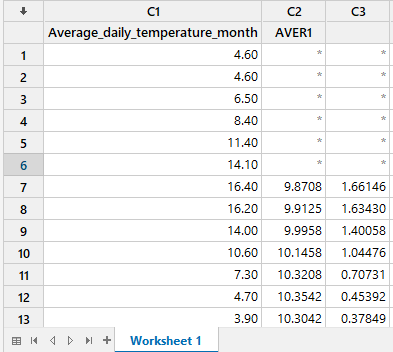 C1 C2 C3
Average_daily_temperature_month AVER1
1 4.60 * *
2 4.60 * *
3 6.50 * *
4 8.40 * *
5 11.40 * *
6 14.10 * *
7 16.40 9.8708 1.66146
8 16.20 9.9125 1.63430
9 14.00 9.9958 1.40058
10 10.60 10.1458 1.04476
11 7.30 10.3208 0.70731
12 4.70 10.3542 0.45392
13 3.90 10.3042 0.37849
Worksheet 1